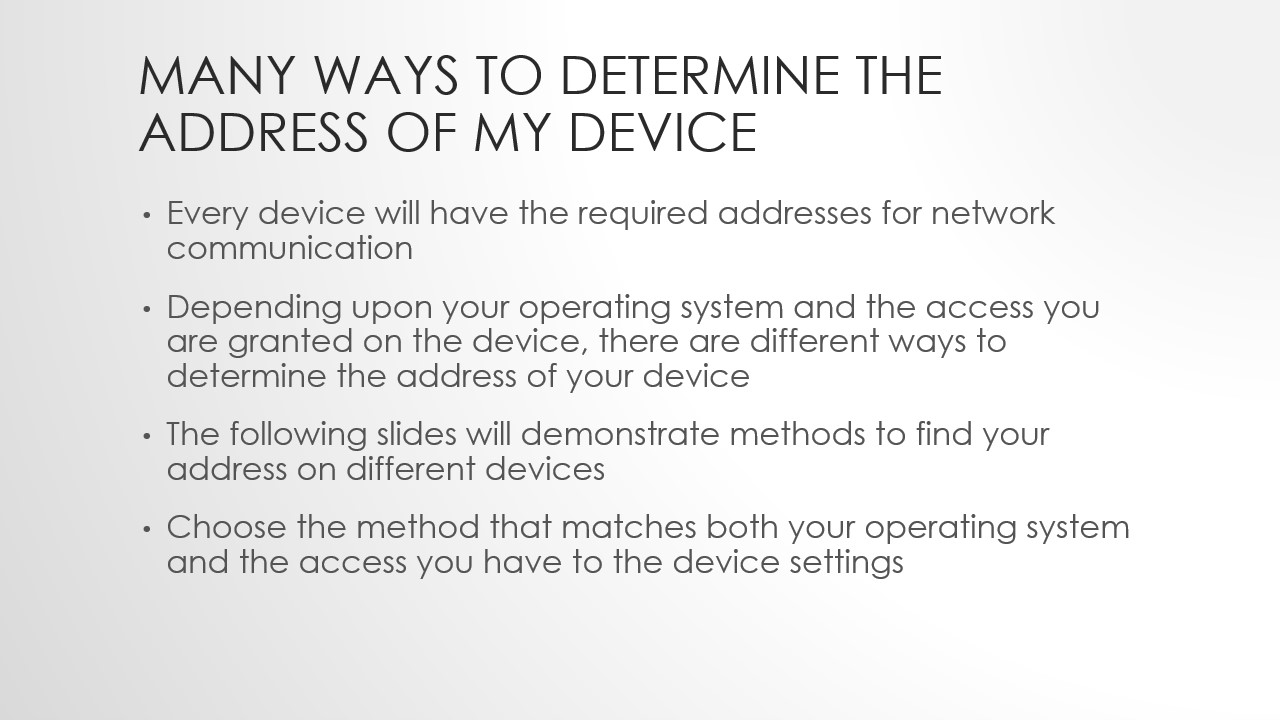 MANY WAYS TO DETERMINE THE
ADDRESS OF MY DEVICE
• Every device will have the required addresses for network
communication
• Depending upon your operating system and the access you
are granted on the device, there are different ways to
determine the address of your device
• The following slides will demonstrate methods to find your
address on different devices
• Choose the method that matches both your operating system
and the access you have to the device settings